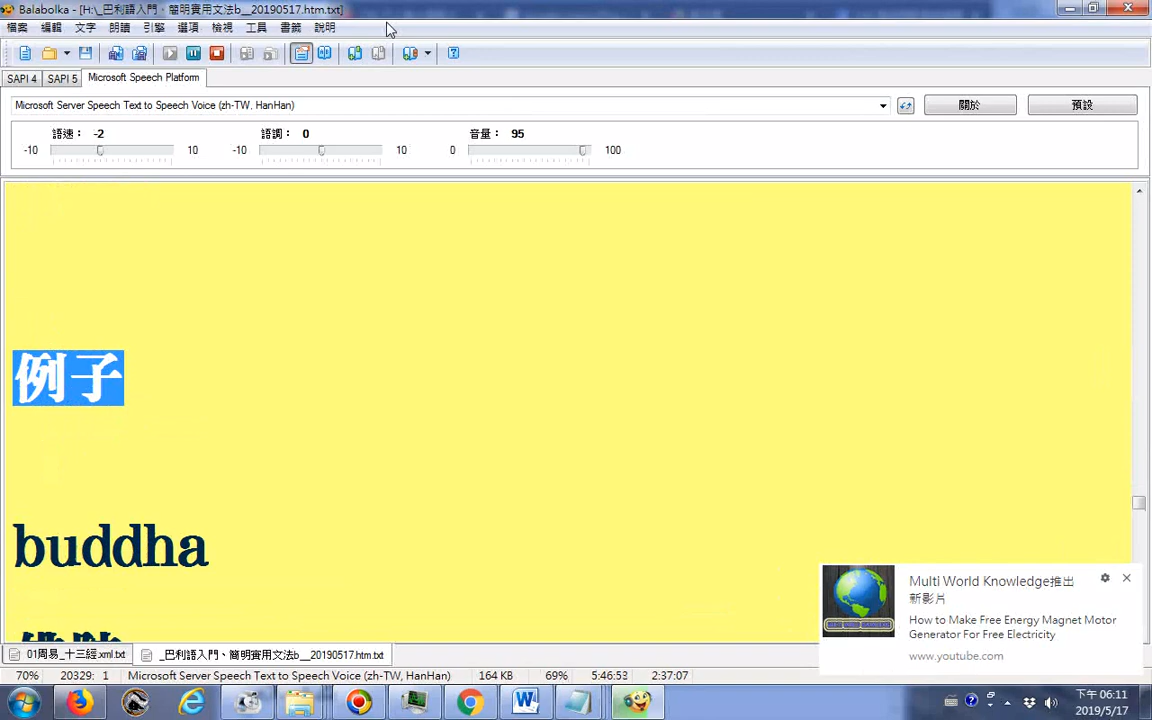 Balabolka - [H:\_巴利語入門、簡明實用文法b__20190517.htm.txt]
檔案 編輯 文字 朗讀 引擎 選項 檢視 工具 書籤 說明
SAPI 4 SAPI 5 Microsoft Speech Platform
Microsoft Server Speech Text to Speech Voice (zh-TW, HanHan) 關於 預設
語速： -2 語調： 0 音量： 95
-10 10 -10 10 0 100
例子
buddha
Multi World Knowledge推出
新影片
How to Make Free Energy Magnet Motor
Generator For Free Electricity
www.youtube.com
01周易_十三經.xml.txt _巴利語入門、簡明實用文法b__20190517.htm.txt
70% 20329: 1 Microsoft Server Speech Text to Speech Voice (zh-TW, HanHan) 164 KB 69% 5:46:53 2:37:07
下午 06:11
2019/5/17